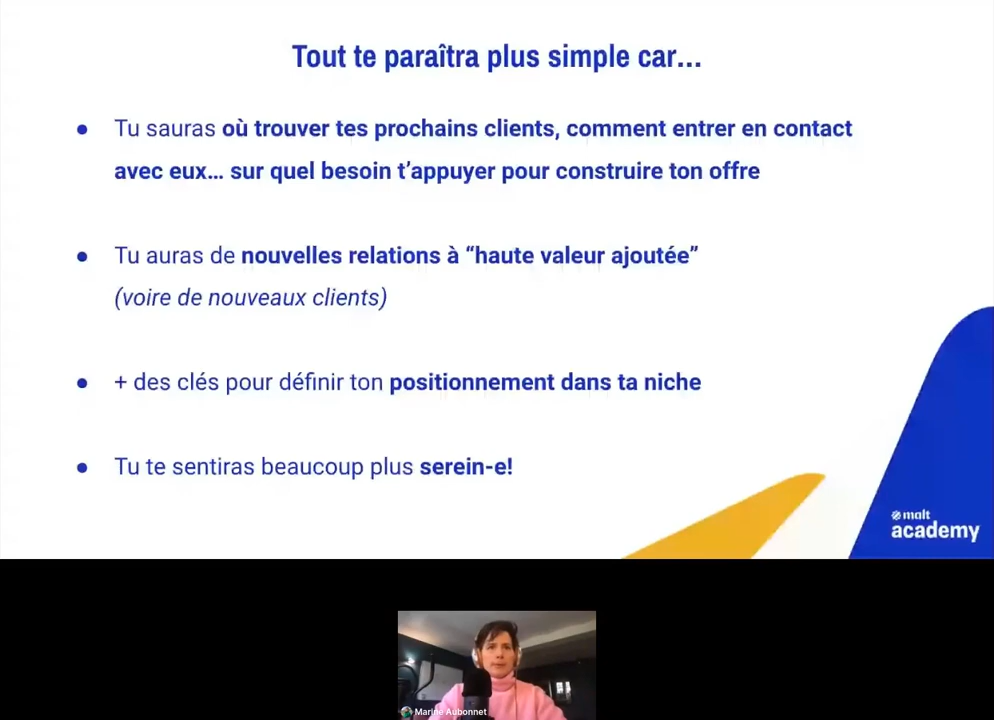 Tout te paraîtra plus simple car...
● Tu sauras où trouver tes prochains clients, comment entrer en contact
avec eux... sur quel besoin t’appuyer pour construire ton offre
● Tu auras de nouvelles relations à “haute valeur ajoutée”
(voire de nouveaux clients)
● + des clés pour définir ton positionnement dans ta niche
● Tu te sentiras beaucoup plus serein-e!
malt
academy
Marine Aubonnet